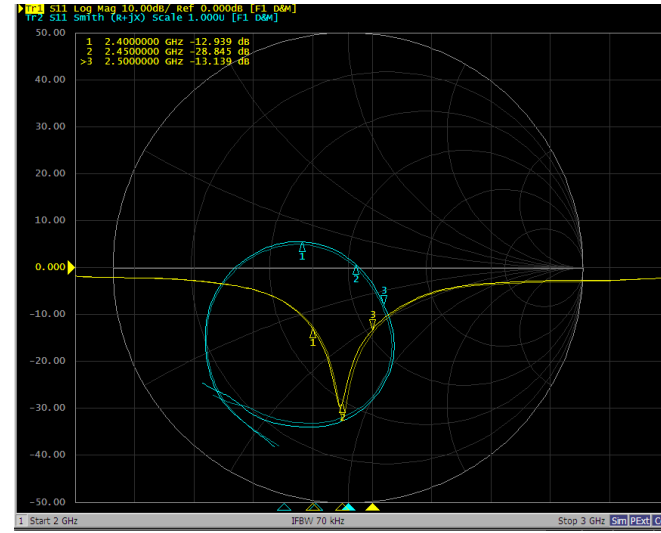 Tr1 S11 Log Mag 10.00dB/ Ref 0.000dB [F1 D&M]
Tr2 S11 Smith (R+jX) Scale 1.000U [F1 D&M]
50.00
1 2.4000000 GHz -12.939 dB
2 2.4500000 GHz -28.845 dB
>3 2.5000000 GHz -13.139 dB
40.00
30.00
20.00
10.00
0.000
1
2
3
-10.00
3
1
-20.00
-30.00
2
-40.00
-50.00
1 Start 2 GHz IFBW 70 kHz Stop 3 GHz Sim PExt C